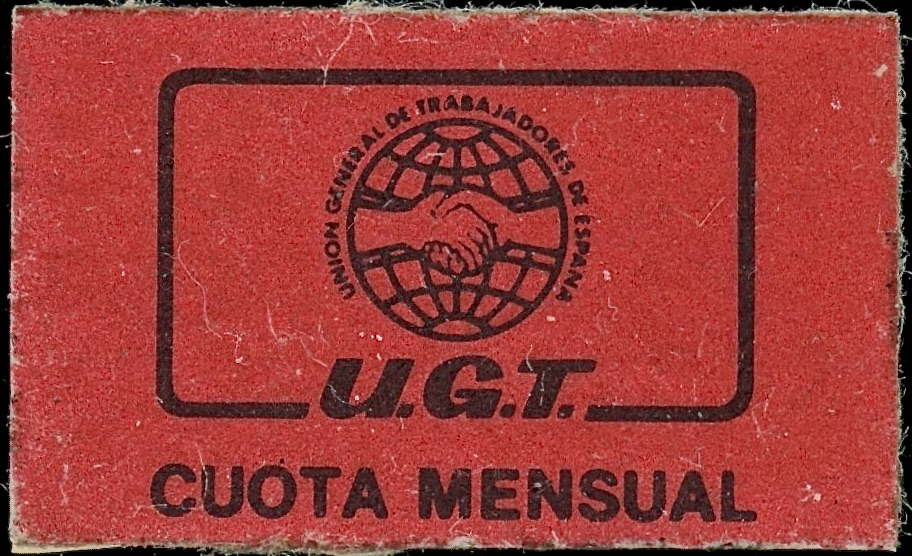 UNION GENERAL DE TRABAJADORES DE ESPAÑA
U.G.T.
CUOTA MENSUAL